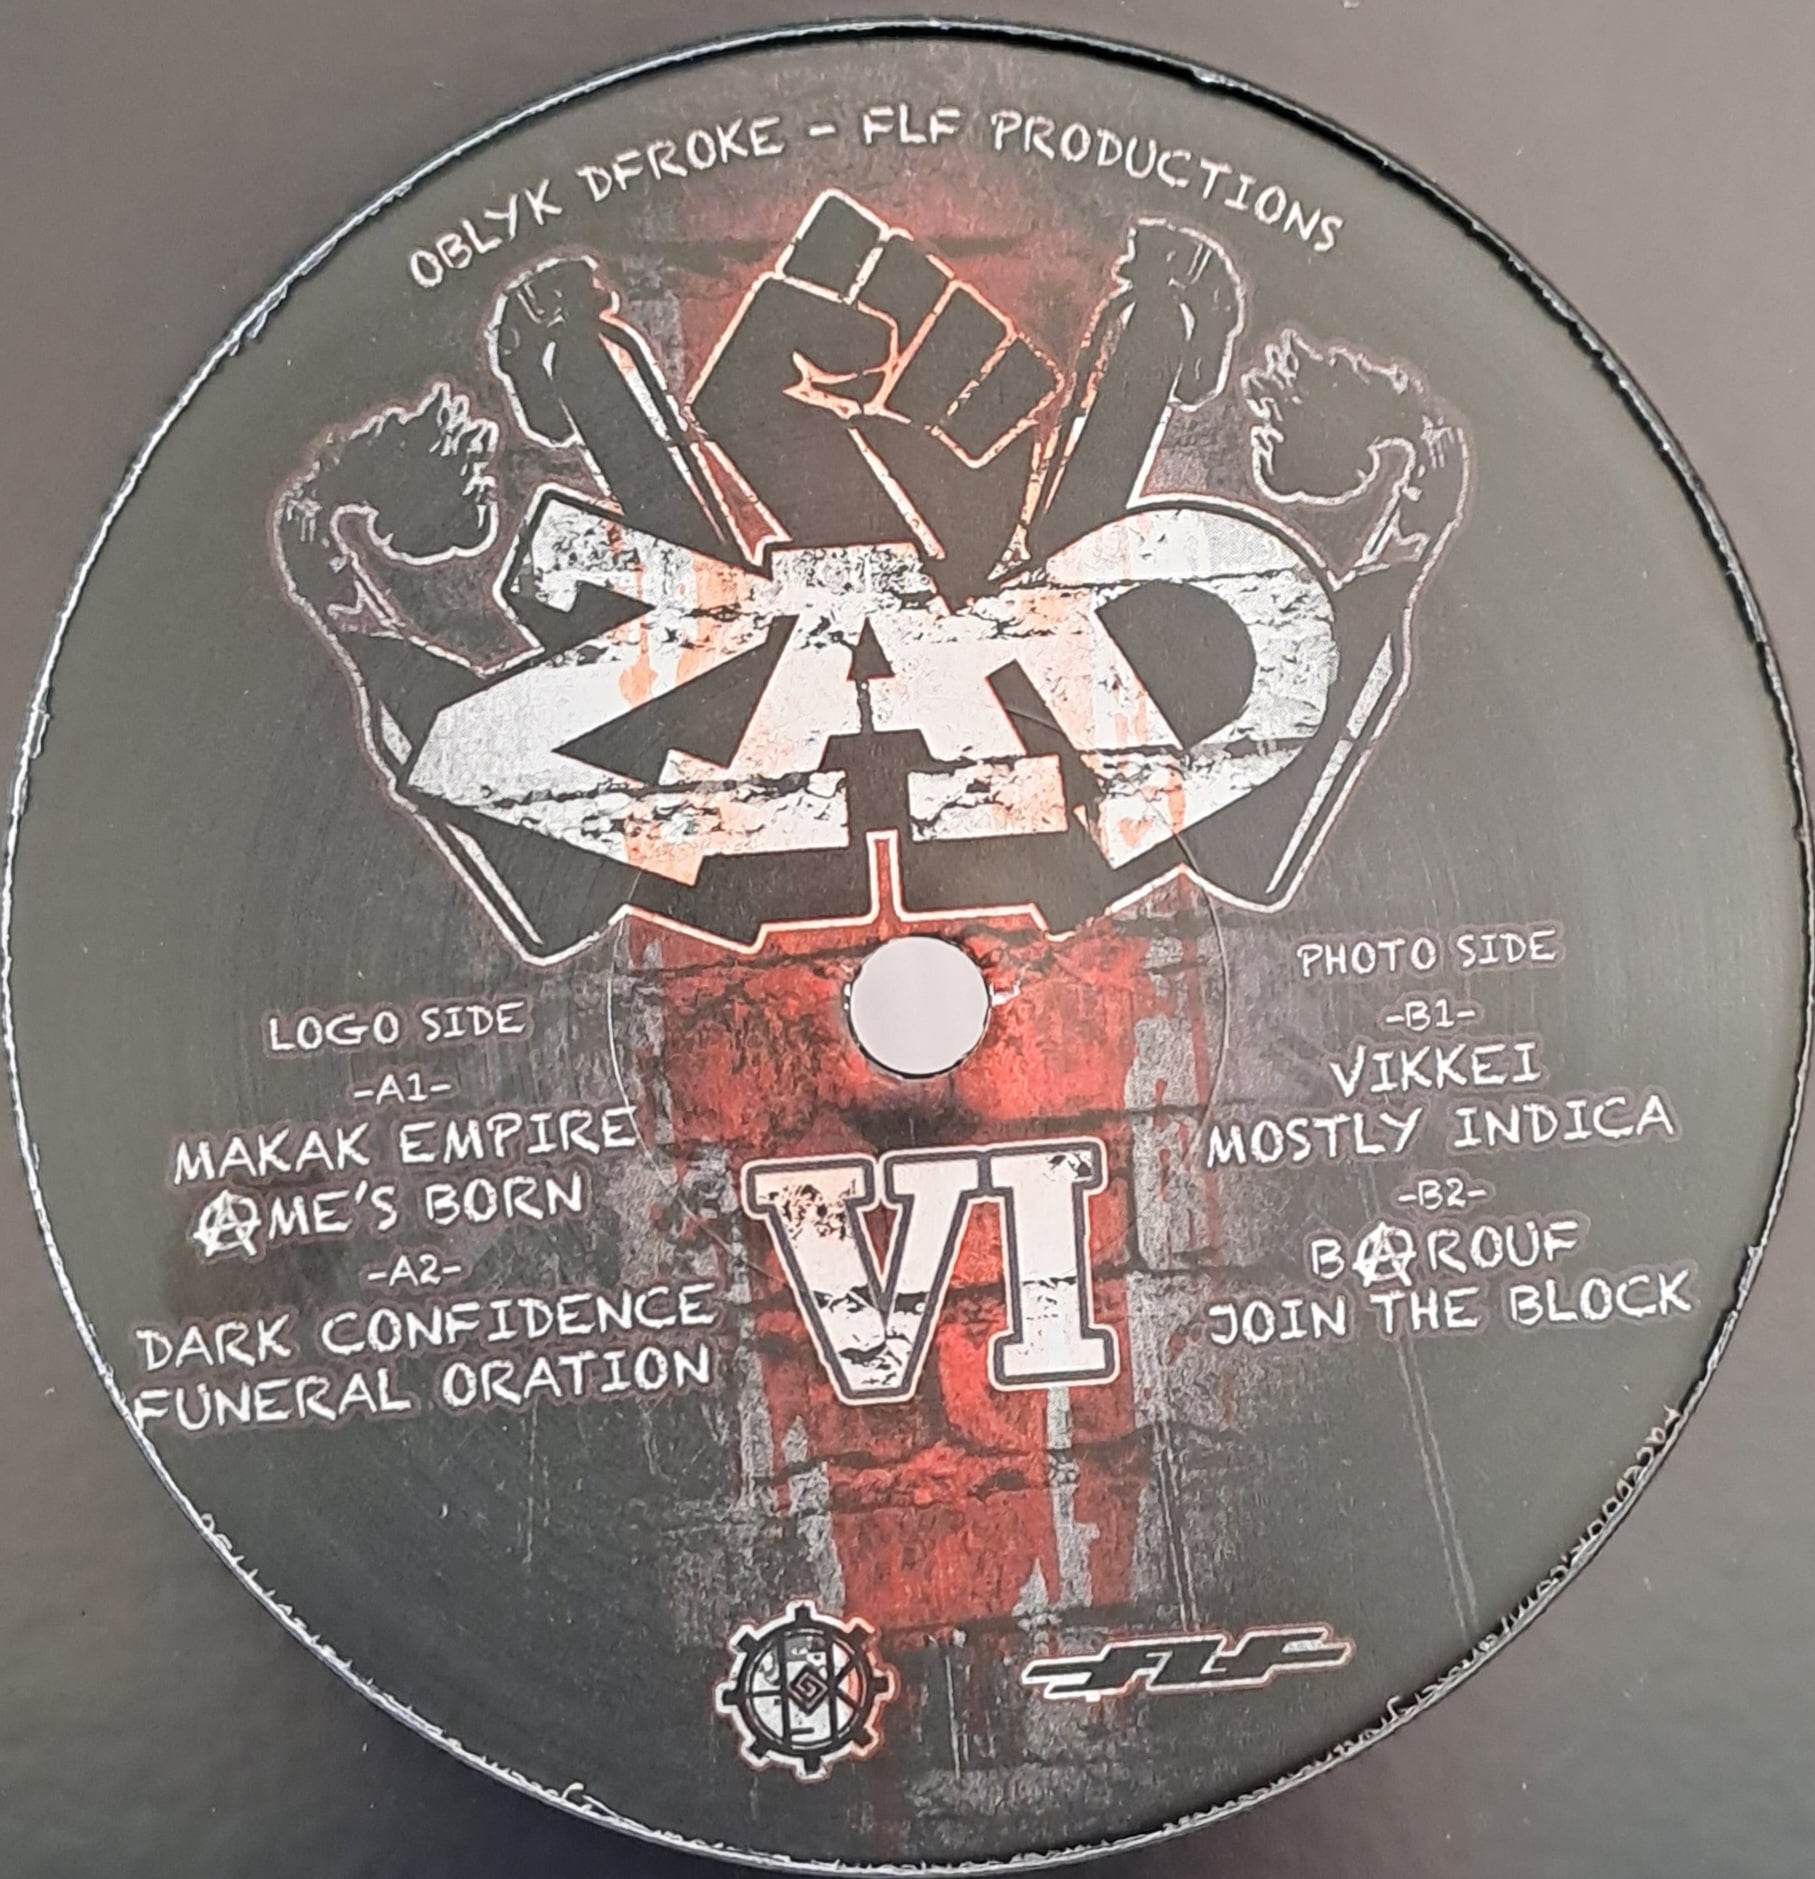 OBLYK DFROKE - FLF PRODUCTIONS
ZAD
LOGO SIDE
-A1-
MAKAK EMPIRE
AME'S BORN
-A2-
DARK CONFIDENCE
FUNERAL ORATION
PHOTO SIDE
-B1-
VIKKEI
MOSTLY INDICA
-B2-
BAROUF
JOIN THE BLOCK
VI
FLF